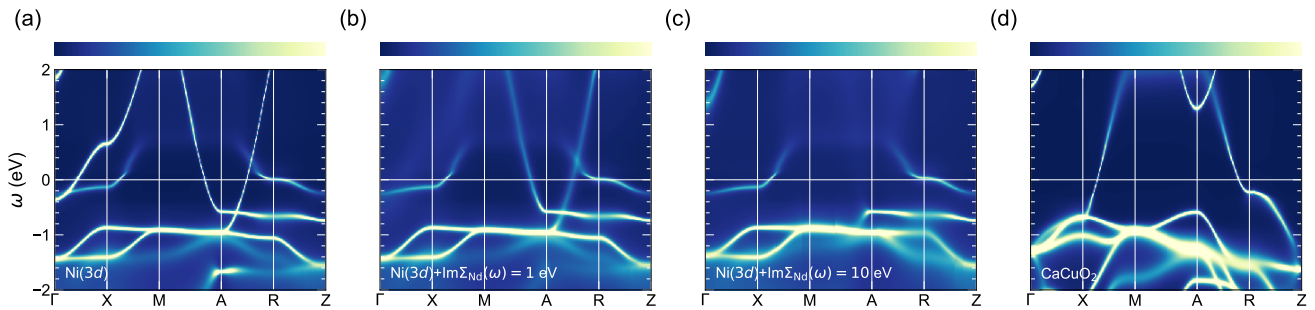 (a) (b) (c) (d)
2
1
0
−1
−2
ω (eV)
Ni(3d)
Γ X M A R Z
Ni(3d)+ImΣNd(ω) = 1 eV
Γ X M A R Z
Ni(3d)+ImΣNd(ω) = 10 eV
Γ X M A R Z
CaCuO₂
Γ X M A R Z